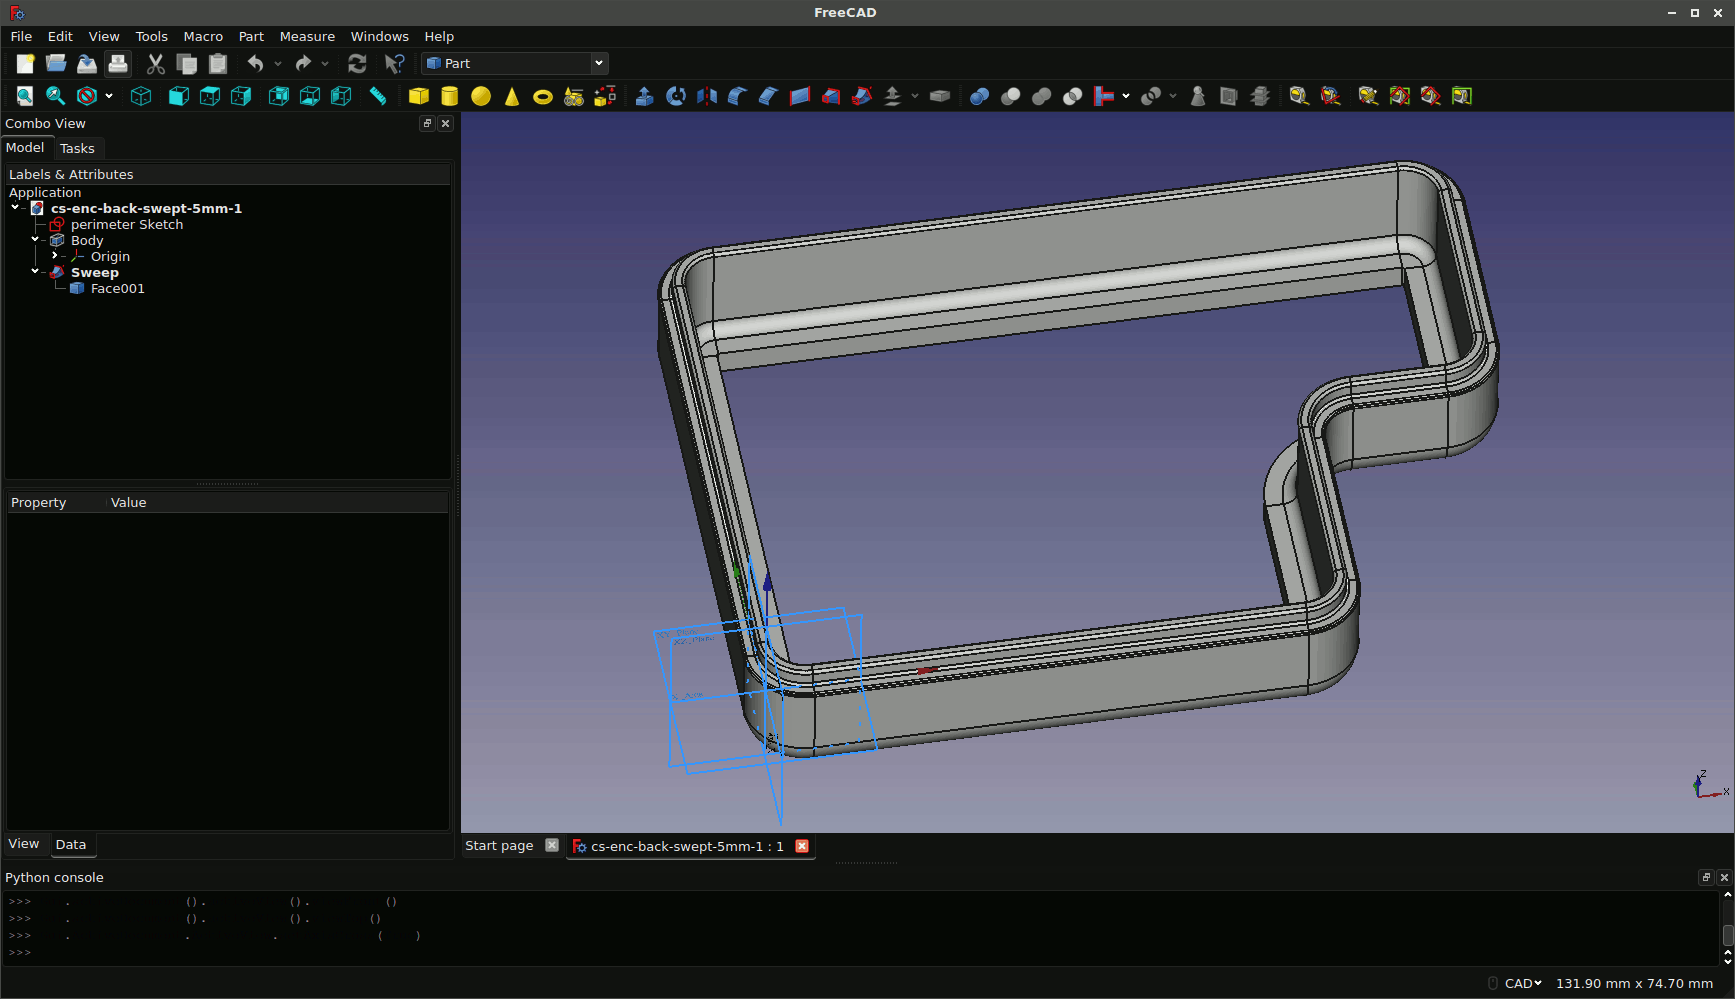 FreeCAD
File Edit View Tools Macro Part Measure Windows Help
Part
Combo View
Model Tasks
Labels & Attributes
Application
cs-enc-back-swept-5mm-1
perimeter Sketch
Body
Origin
Sweep
Face001
Property Value
View Data
Start page cs-enc-back-swept-5mm-1 : 1
Z
X
Python console
>>> . (). (). ()
>>> . (). (). ()
>>> . . . ( )
>>>
CAD 131.90 mm x 74.70 mm